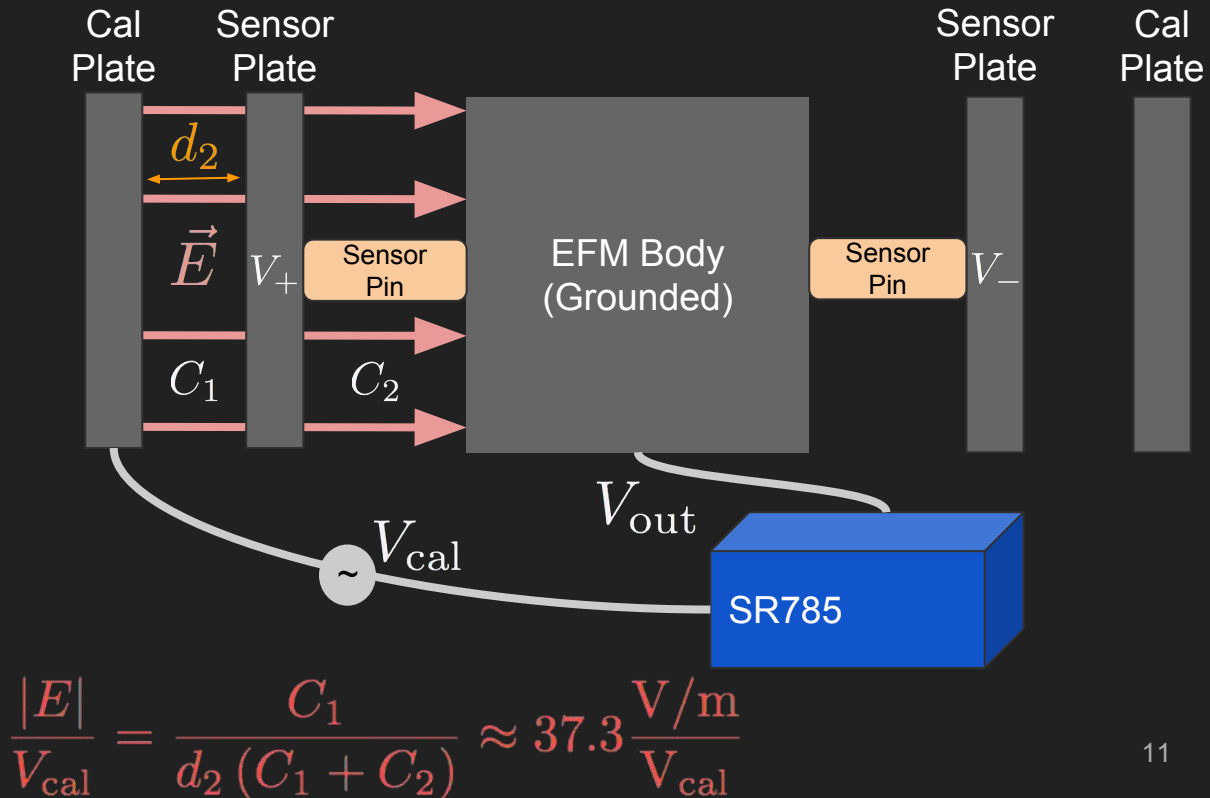 Cal
Plate
Sensor
Plate
Sensor
Plate
Cal
Plate
d₂
E⃗
V₊
Sensor
Pin
EFM Body
(Grounded)
Sensor
Pin
V₋
C₁
C₂
V_out
V_cal
~
SR785
|E|/V_cal = C₁/(d₂ (C₁ + C₂)) ≈ 37.3 (V/m)/V_cal
11